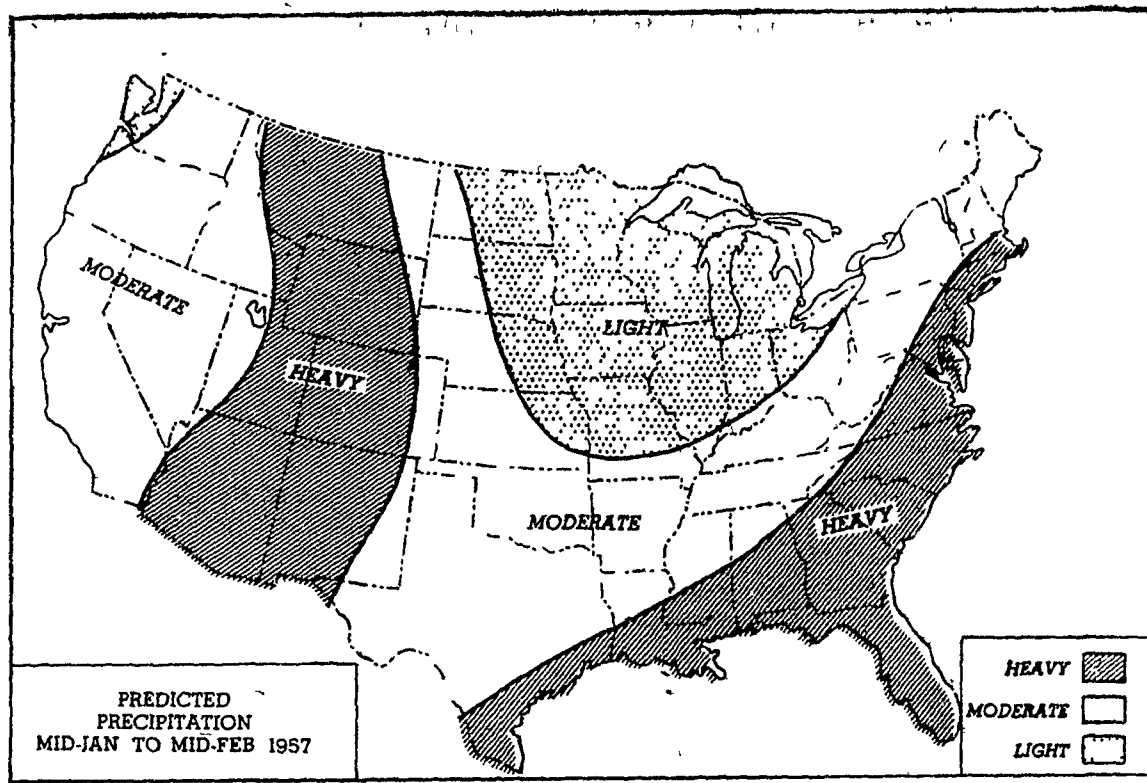 MODERATE
LIGHT
HEAVY
MODERATE
HEAVY
PREDICTED
PRECIPITATION
MID-JAN TO MID-FEB 1957
HEAVY
MODERATE
LIGHT